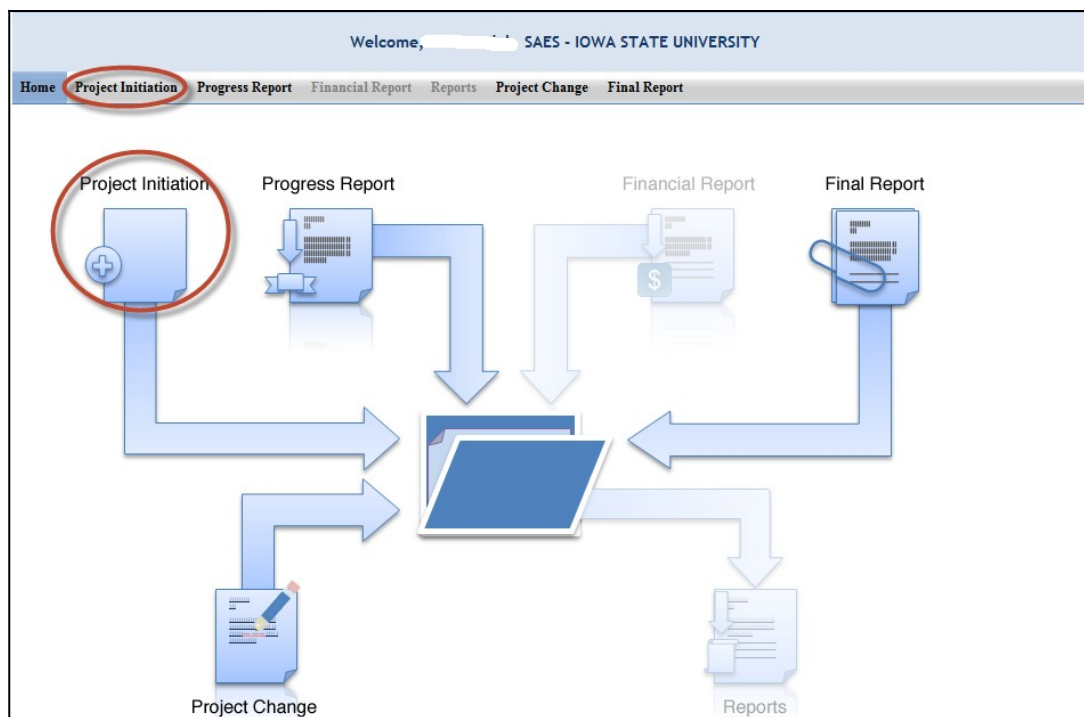 Welcome, SAES - IOWA STATE UNIVERSITY
Home Project Initiation Progress Report Financial Report Reports Project Change Final Report
Project Initiation Progress Report Financial Report Final Report
$
Project Change Reports